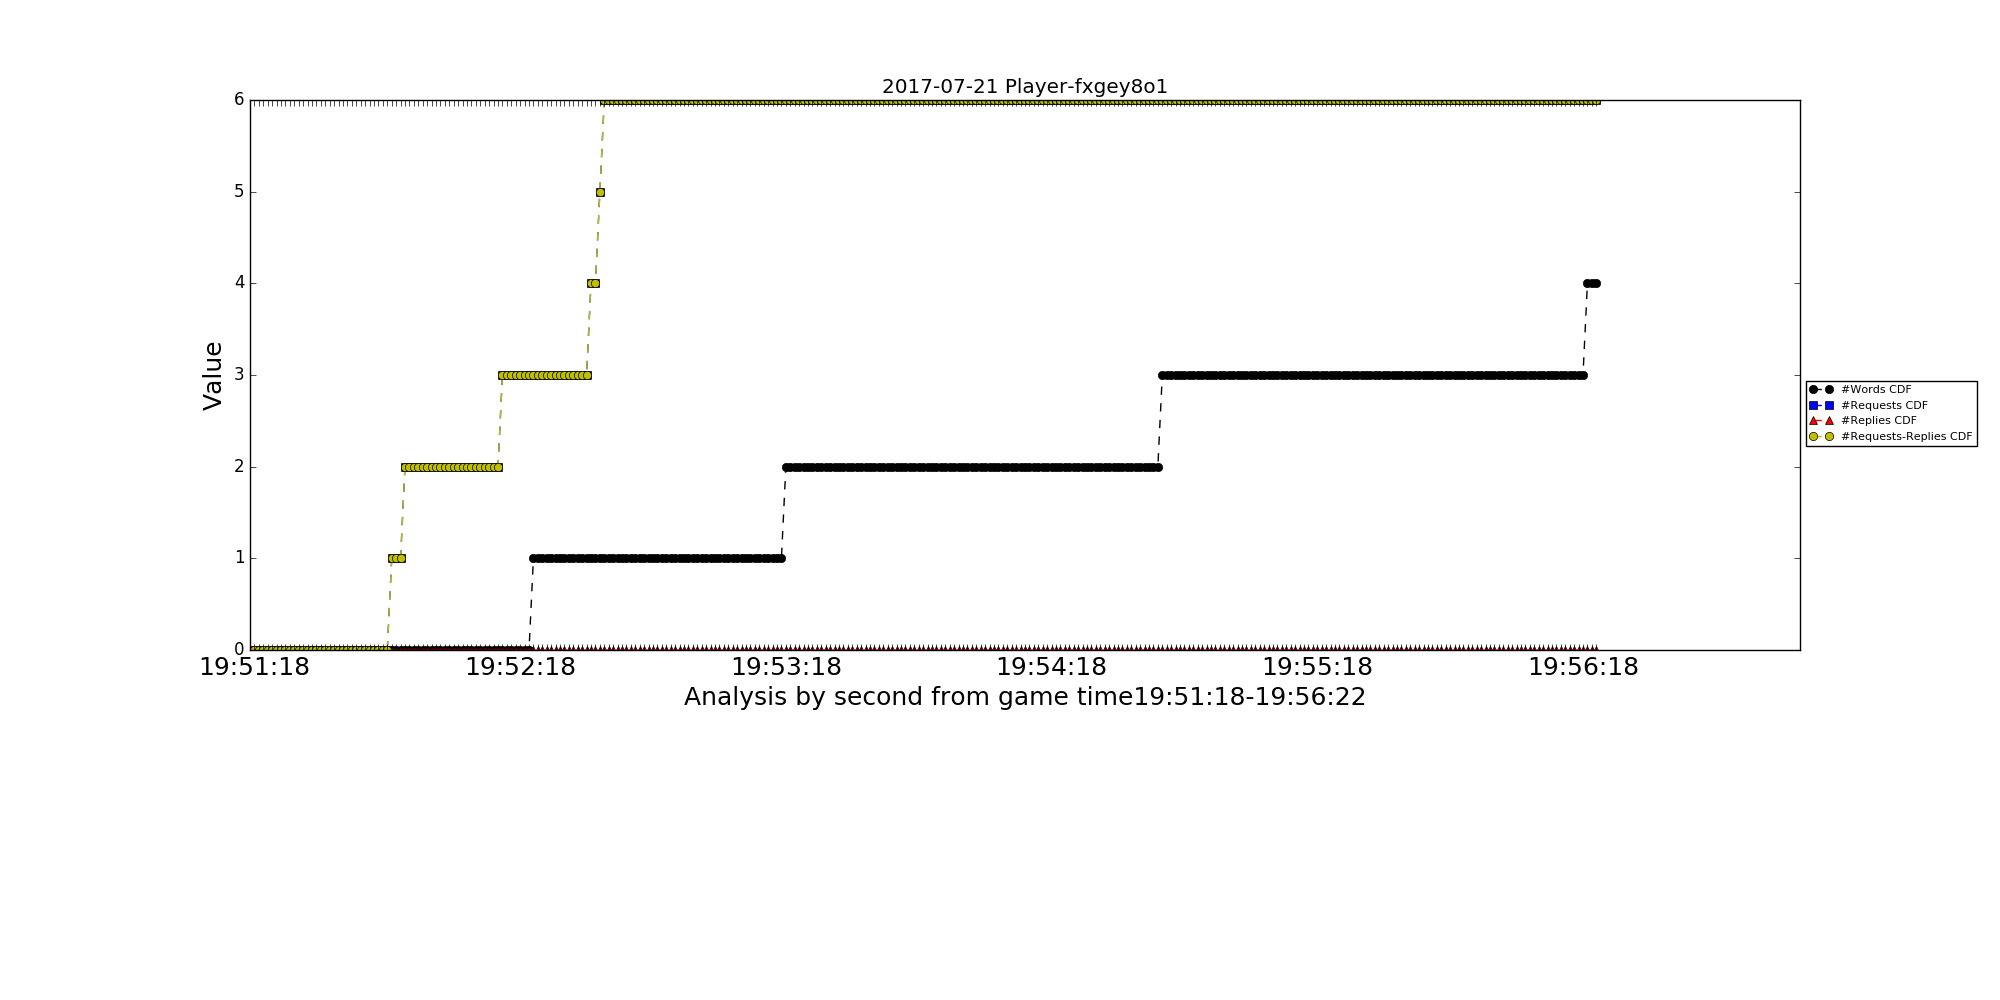 2017-07-21 Player-fxgey8o1
6
5
4
3
2
1
0
Value
19:51:18 19:52:18 19:53:18 19:54:18 19:55:18 19:56:18
Analysis by second from game time19:51:18-19:56:22
#Words CDF
#Requests CDF
#Replies CDF
#Requests-Replies CDF